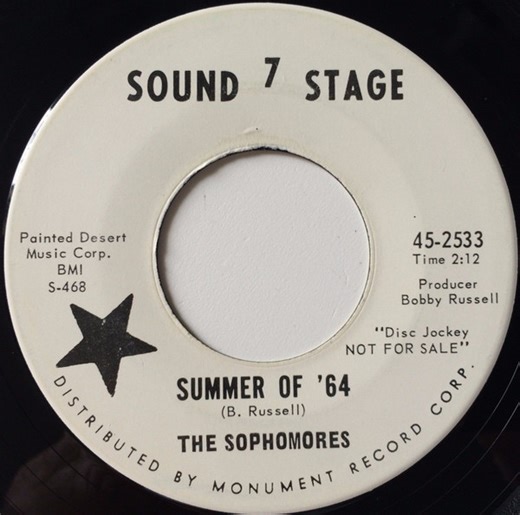 SOUND 7 STAGE
Painted Desert
Music Corp.
BMI
S-468
45-2533
Time 2:12
Producer
Bobby Russell
"Disc Jockey
NOT FOR SALE"
SUMMER OF '64
(B. Russell)
THE SOPHOMORES
DISTRIBUTED BY MONUMENT RECORD CORP.